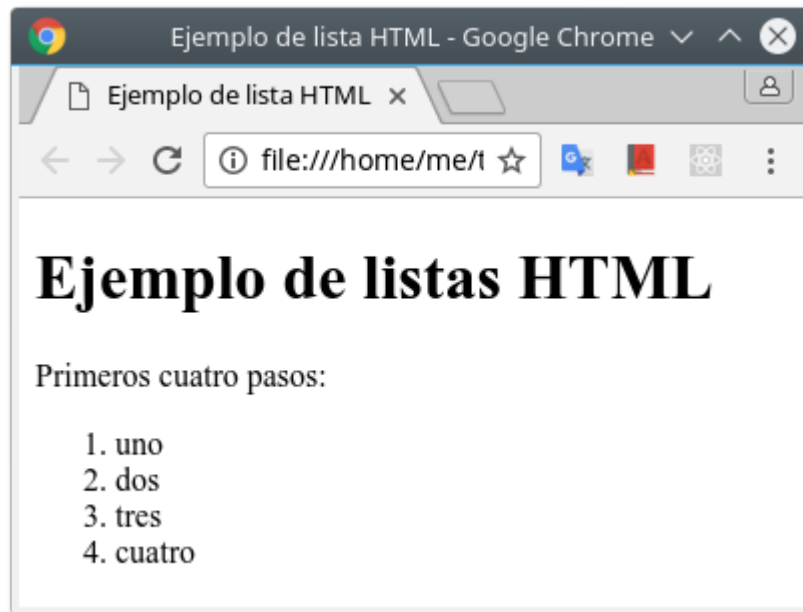 Ejemplo de lista HTML - Google Chrome
Ejemplo de lista HTML
file:///home/me/t
Ejemplo de listas HTML
Primeros cuatro pasos:
1. uno
2. dos
3. tres
4. cuatro